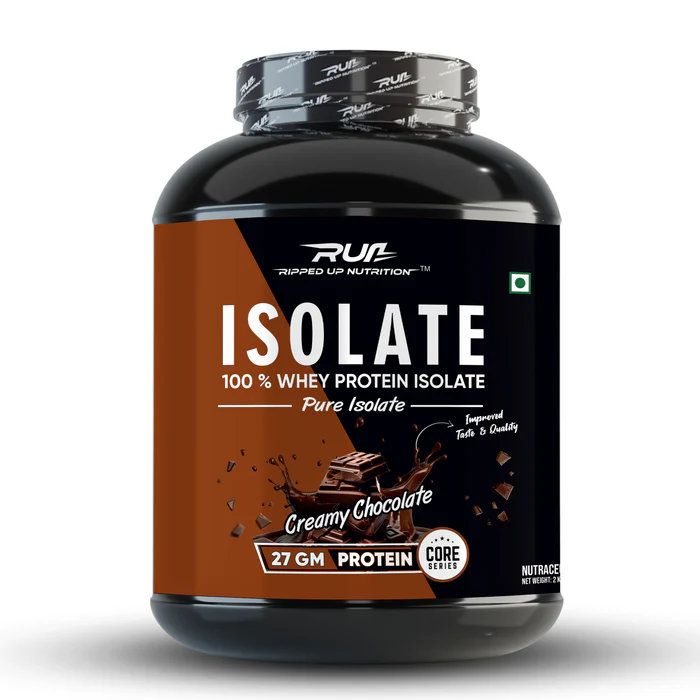 RUN
RIPPED UP NUTRITION™
ISOLATE
100 % WHEY PROTEIN ISOLATE
Pure Isolate
Improved
Taste & Quality
Creamy Chocolate
27 GM PROTEIN
CORE
SERIES
NET WEIGHT: 2